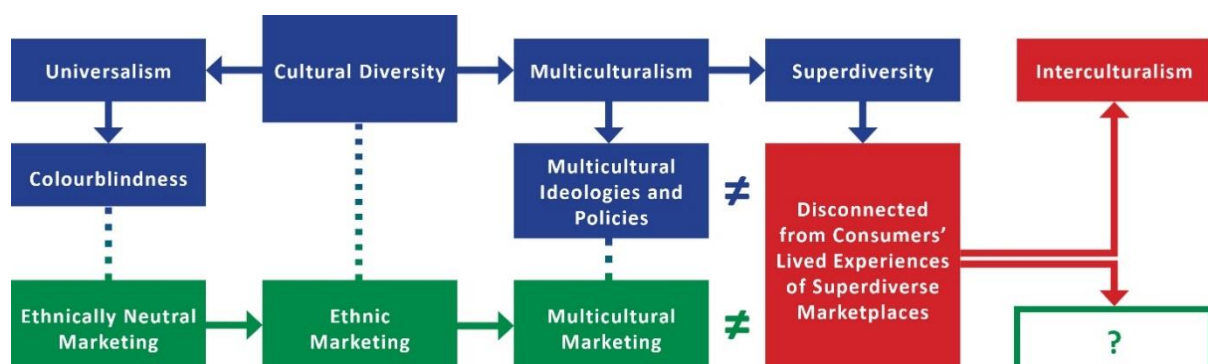 Universalism
Cultural Diversity
Multiculturalism
Superdiversity
Interculturalism
Colourblindness
Multicultural
Ideologies and
Policies
≠
Disconnected
from Consumers'
Lived Experiences
of Superdiverse
Marketplaces
Ethnically Neutral
Marketing
Ethnic
Marketing
Multicultural
Marketing
≠
?